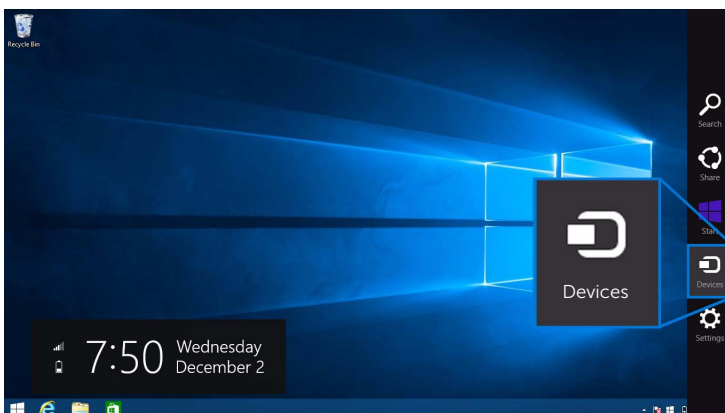 Recycle Bin
Search
Share
Start
Devices
Devices
Settings
7:50
Wednesday
December 2